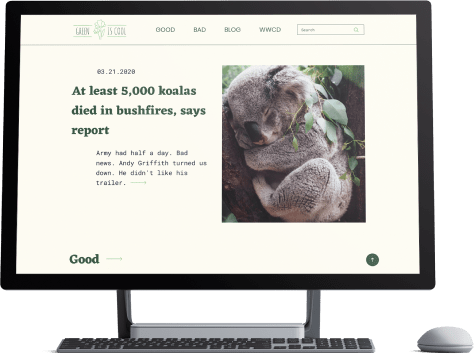 GREEN IS COOL
GOOD BAD BLOG WWCD Search
03.21.2020
At least 5,000 koalas
died in bushfires, says
report
Army had half a day. Bad
news. Andy Griffith turned us
down. He didn't like his
trailer.
Good